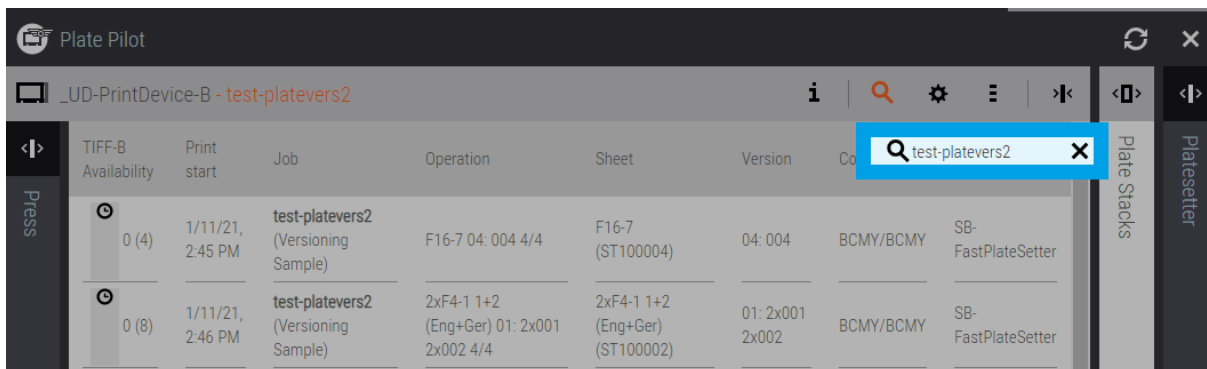 Plate Pilot
_UD-PrintDevice-B - test-platevers2
TIFF-B Availability
Print start
Job
Operation
Sheet
Version
test-platevers2
0 (4)
1/11/21, 2:45 PM
test-platevers2
(Versioning
Sample)
F16-7 04: 004 4/4
F16-7
(ST100004)
04: 004
BCMY/BCMY
SB-
FastPlateSetter
0 (8)
1/11/21, 2:46 PM
test-platevers2
(Versioning
Sample)
2xF4-1 1+2
(Eng+Ger) 01: 2x001
2x002 4/4
2xF4-1 1+2
(Eng+Ger)
(ST100002)
01: 2x001
2x002
BCMY/BCMY
SB-
FastPlateSetter
Press
Plate Stacks
Platesetter